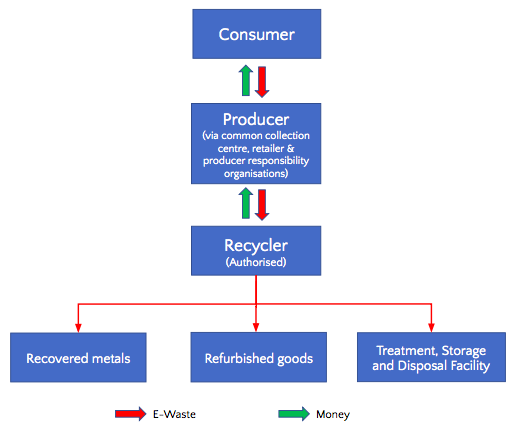 Consumer
Producer
(via common collection
centre, retailer &
producer responsibility
organisations)
Recycler
(Authorised)
Recovered metals
Refurbished goods
Treatment, Storage
and Disposal Facility
E-Waste
Money